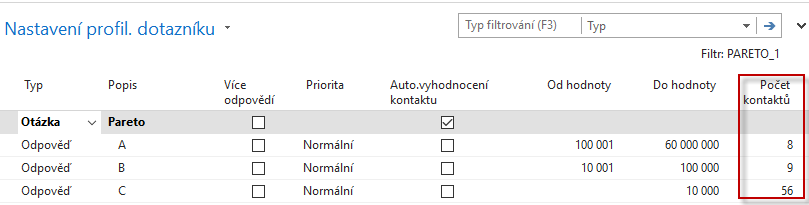 Nastavení profil. dotazníku
Typ filtrování (F3) Typ
Filtr: PARETO_1
Typ Popis Více odpovědí Priorita Auto.vyhodnocení kontaktu Od hodnoty Do hodnoty Počet kontaktů
Otázka Pareto
Odpověď A Normální 100 001 60 000 000 8
Odpověď B Normální 10 001 100 000 9
Odpověď C Normální 10 000 56